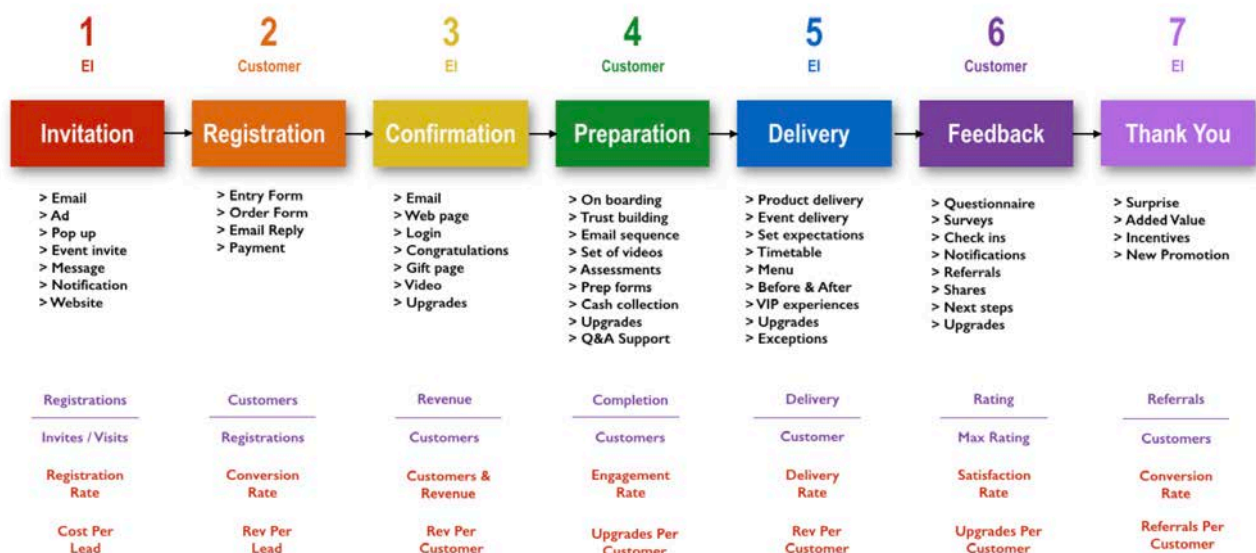 1
EI
Invitation
> Email
> Ad
> Pop up
> Event invite
> Message
> Notification
> Website
Registrations
Invites / Visits
Registration
Rate
Cost Per
Lead
2
Customer
Registration
> Entry Form
> Order Form
> Email Reply
> Payment
Customers
Registrations
Conversion
Rate
Rev Per
Lead
3
EI
Confirmation
> Email
> Web page
> Login
> Congratulations
> Gift page
> Video
> Upgrades
Revenue
Customers
Customers &
Revenue
Rev Per
Customer
4
Customer
Preparation
> On boarding
> Trust building
> Email sequence
> Set of videos
> Assessments
> Prep forms
> Cash collection
> Upgrades
> Q&A Support
Completion
Customers
Engagement
Rate
Upgrades Per
Customer
5
EI
Delivery
> Product delivery
> Event delivery
> Set expectations
> Timetable
> Menu
> Before & After
> VIP experiences
> Upgrades
> Exceptions
Delivery
Customer
Delivery
Rate
Rev Per
Customer
6
Customer
Feedback
> Questionnaire
> Surveys
> Check ins
> Notifications
> Referrals
> Shares
> Next steps
> Upgrades
Rating
Max Rating
Satisfaction
Rate
Upgrades Per
Customer
7
EI
Thank You
> Surprise
> Added Value
> Incentives
> New Promotion
Referrals
Customers
Conversion
Rate
Referrals Per
Customer